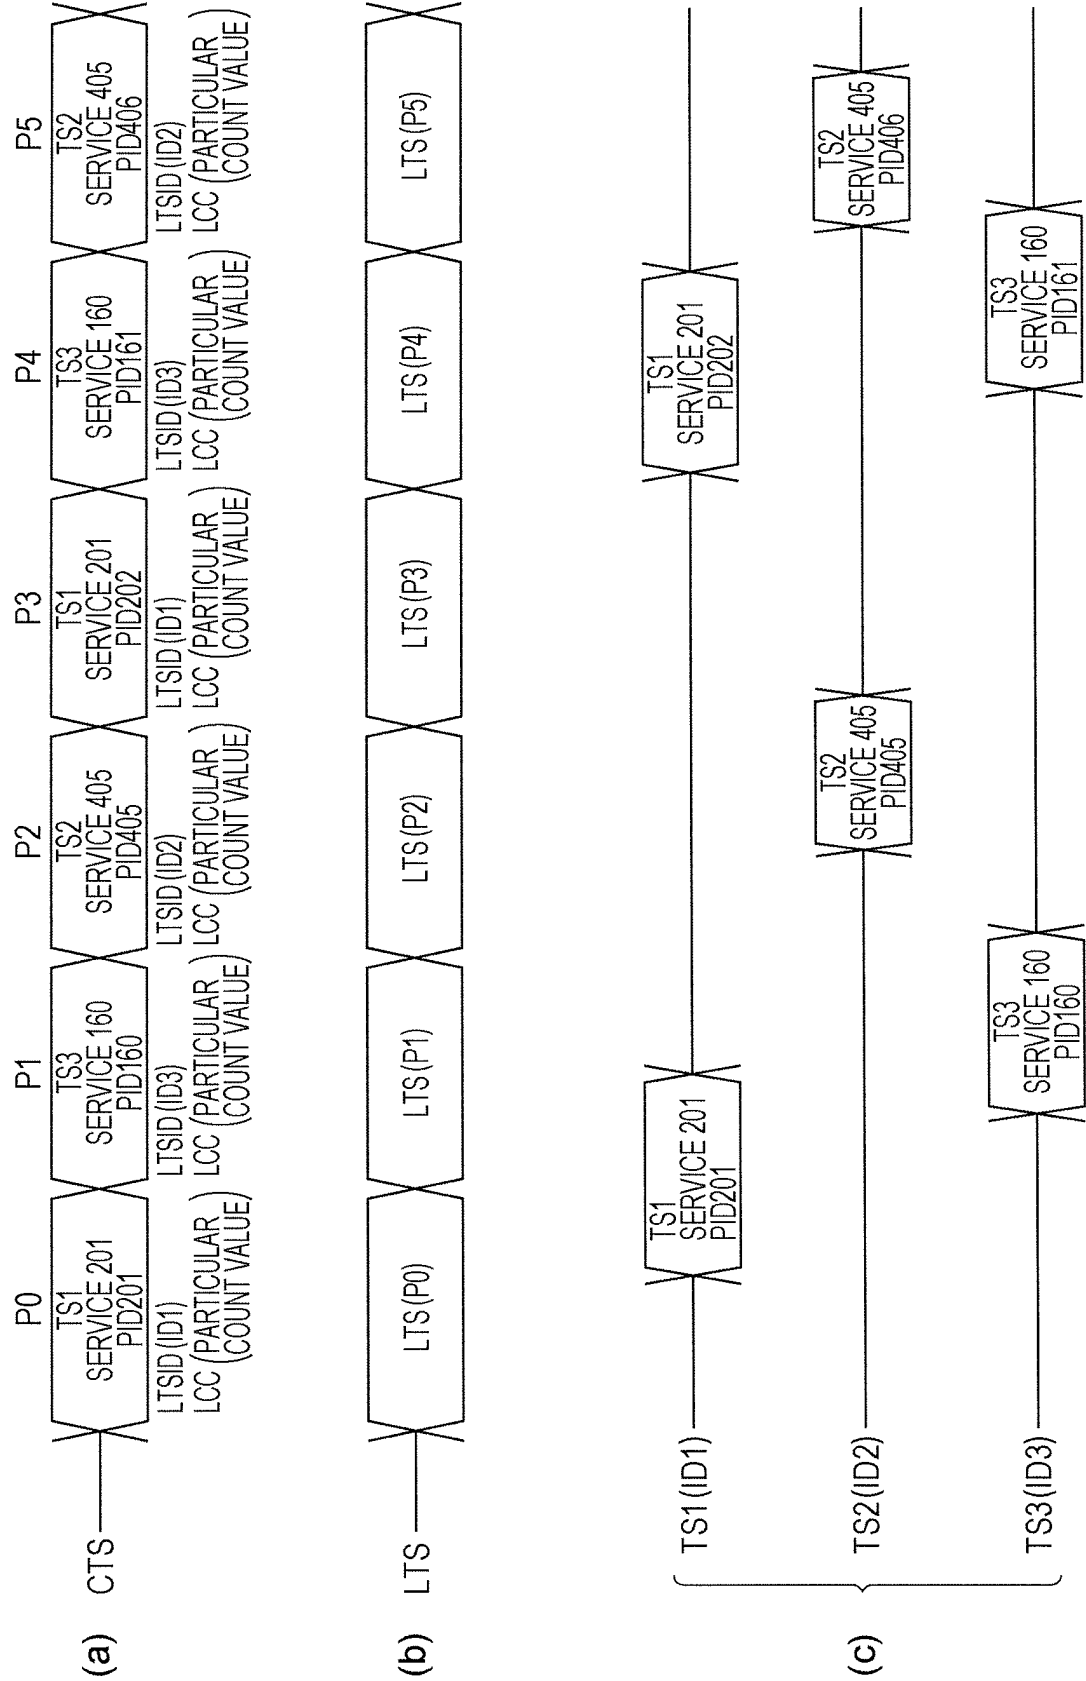 (a)
CTS
P0
TS1
SERVICE 201
PID201
LTSID (ID1)
LCC (PARTICULAR
COUNT VALUE)
P1
TS3
SERVICE 160
PID160
LTSID (ID3)
LCC (PARTICULAR
COUNT VALUE)
P2
TS2
SERVICE 405
PID405
LTSID (ID2)
LCC (PARTICULAR
COUNT VALUE)
P3
TS1
SERVICE 201
PID202
LTSID (ID1)
LCC (PARTICULAR
COUNT VALUE)
P4
TS3
SERVICE 160
PID161
LTSID (ID3)
LCC (PARTICULAR
COUNT VALUE)
P5
TS2
SERVICE 405
PID406
LTSID (ID2)
LCC (PARTICULAR
COUNT VALUE)
(b)
LTS
LTS (P0)
LTS (P1)
LTS (P2)
LTS (P3)
LTS (P4)
LTS (P5)
(c)
TS1 (ID1)
TS1
SERVICE 201
PID201
TS1
SERVICE 201
PID202
TS2 (ID2)
TS2
SERVICE 405
PID405
TS2
SERVICE 405
PID406
TS3 (ID3)
TS3
SERVICE 160
PID160
TS3
SERVICE 160
PID161